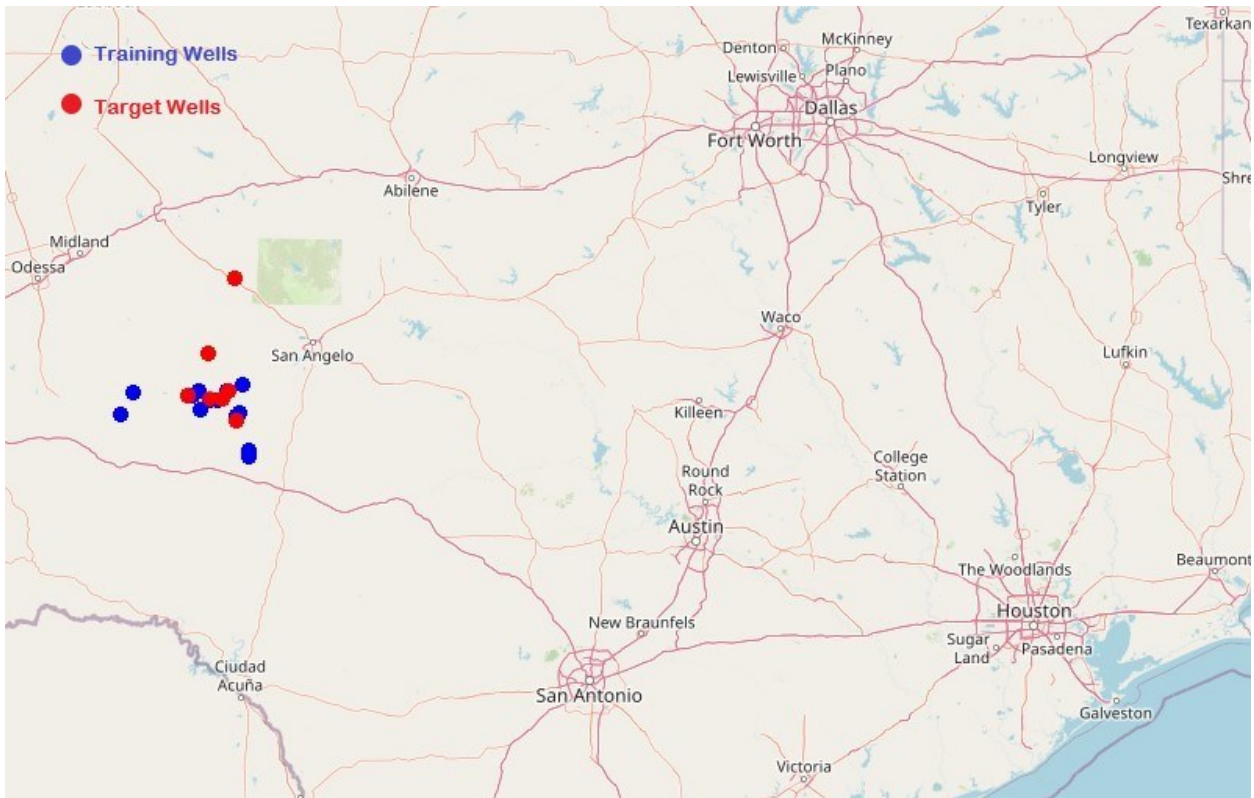 Training Wells
Target Wells
Texarkan
Denton
McKinney
Lewisville
Plano
Dallas
Fort Worth
Longview
Shre
Abilene
Tyler
Midland
Odessa
Waco
San Angelo
Lufkin
Killeen
College
Station
Round
Rock
Austin
The Woodlands
Beaumont
Houston
New Braunfels
Sugar
Land
Pasadena
Ciudad
Acuña
San Antonio
Galveston
Victoria